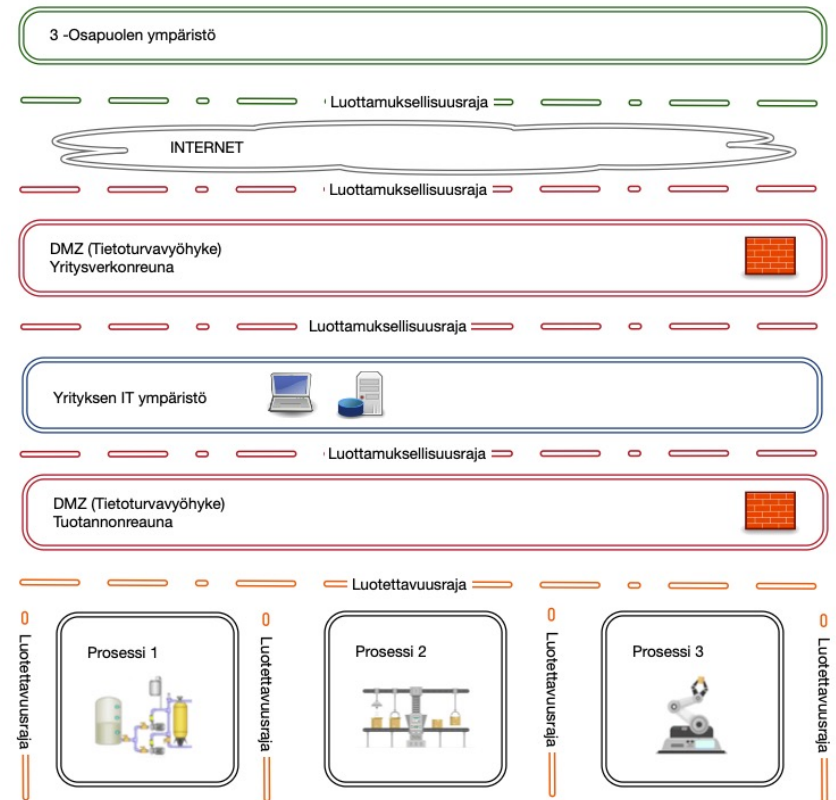 3 -Osapuolen ympäristö
Luottamuksellisuusraja
INTERNET
Luottamuksellisuusraja
DMZ (Tietoturvavyöhyke)
Yritysverkonreuna
Luottamuksellisuusraja
Yrityksen IT ympäristö
Luottamuksellisuusraja
DMZ (Tietoturvavyöhyke)
Tuotannonreauna
Luotettavuusraja
Luotettavuusraja
Prosessi 1
Luotettavuusraja
Prosessi 2
Luotettavuusraja
Prosessi 3
Luotettavuusraja